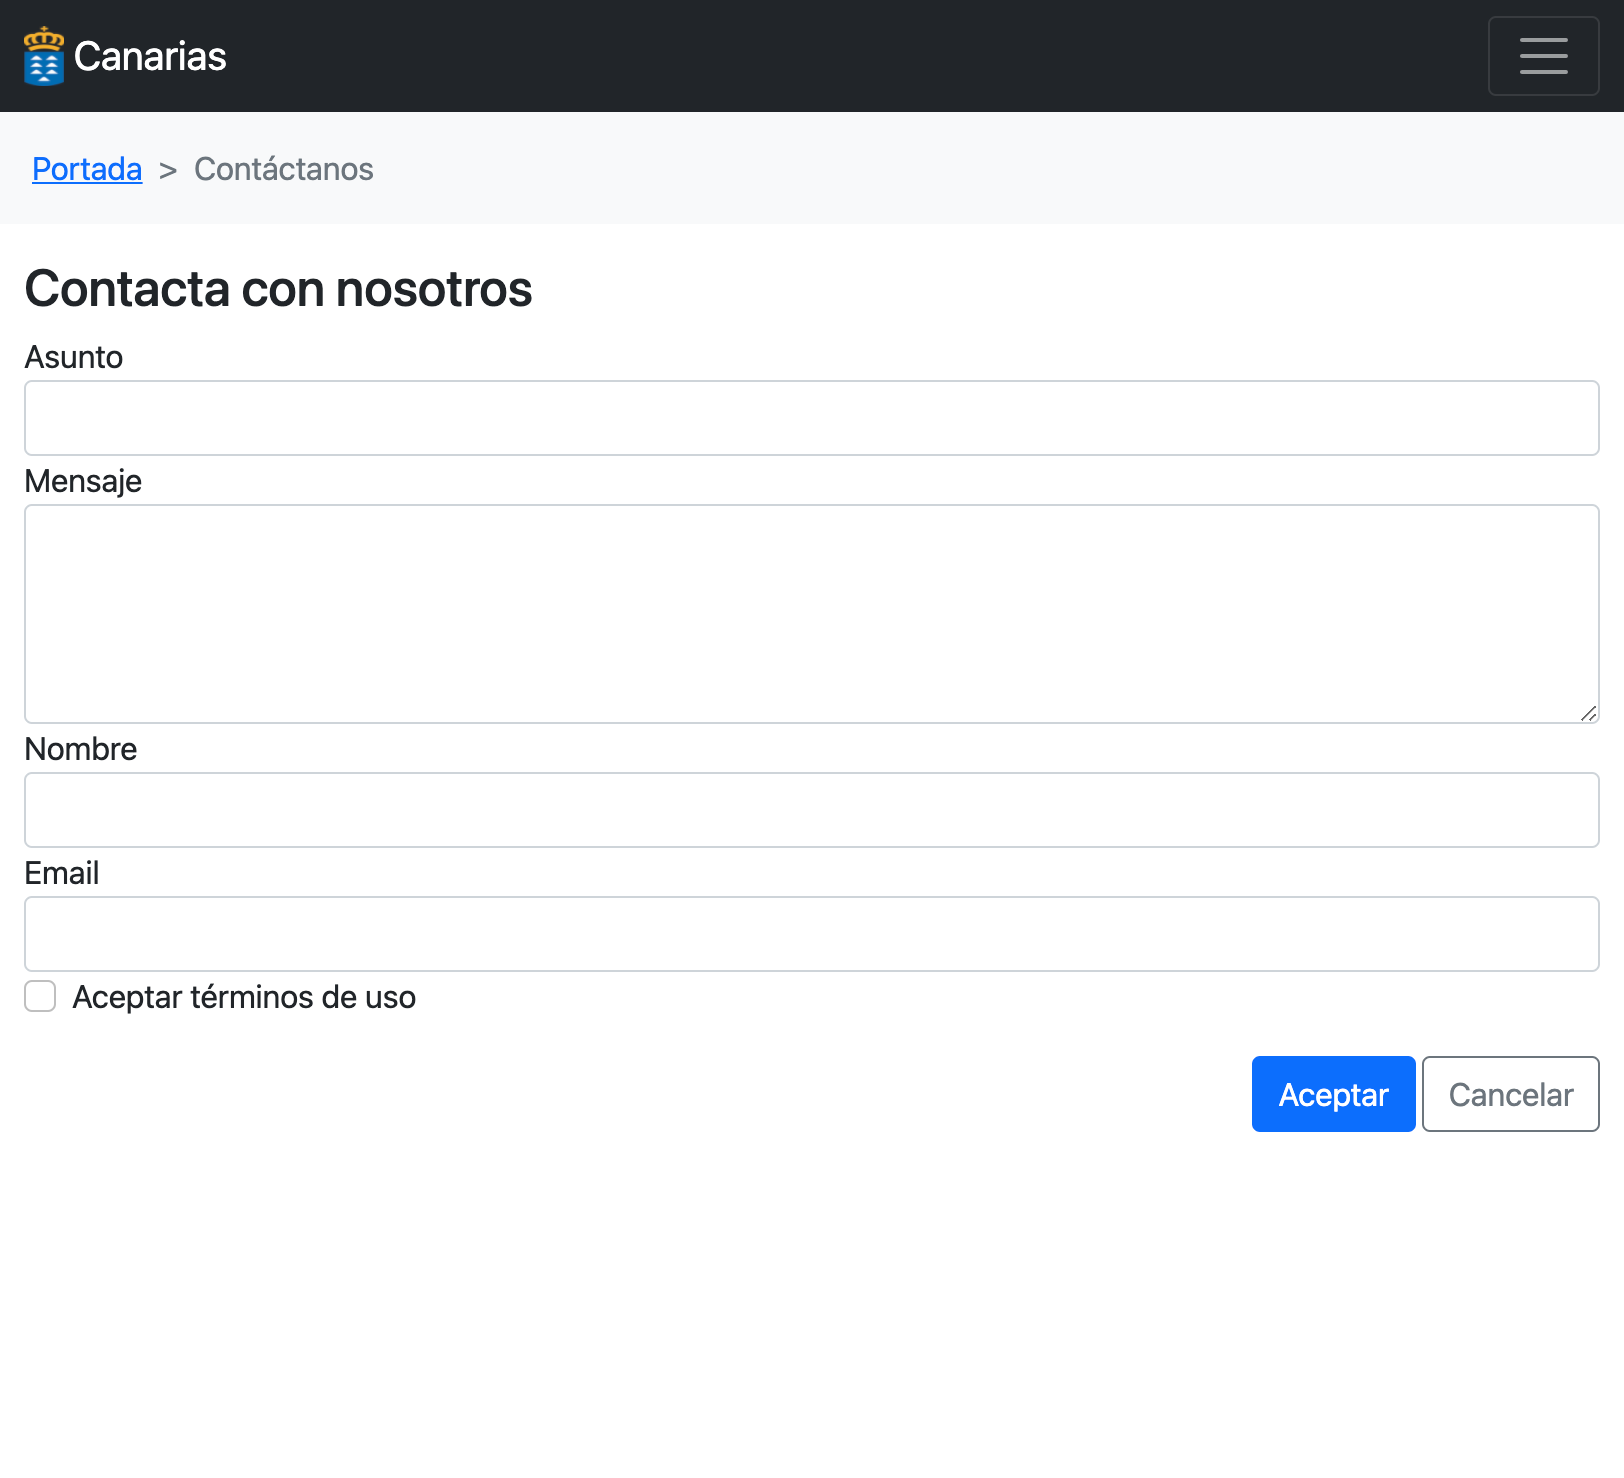 Canarias
Portada > Contáctanos
Contacta con nosotros
Asunto
Mensaje
Nombre
Email
Aceptar términos de uso
Aceptar Cancelar